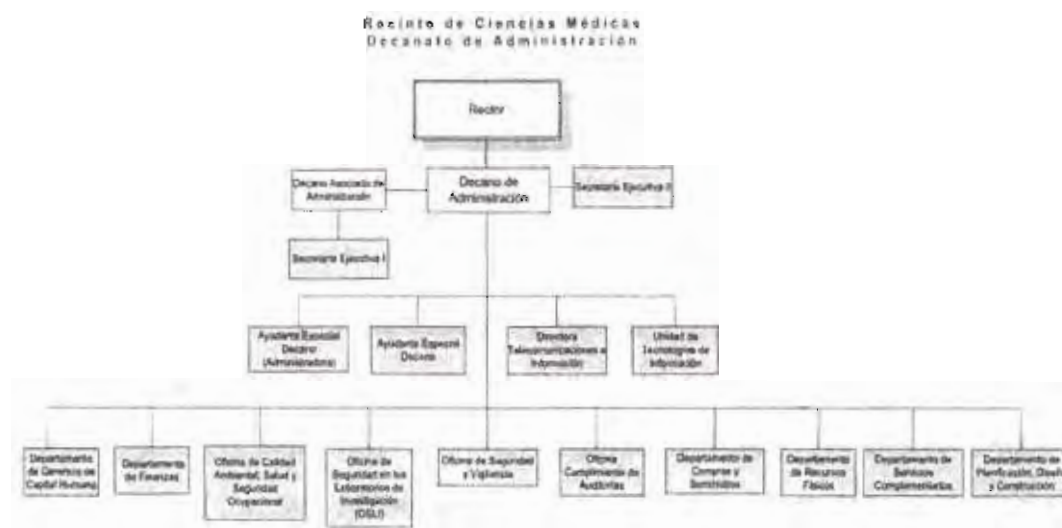 Recinto de Ciencias Médicas
Decanato de Administración
Rector
Decano Asociado de
Administración
Decano de
Administración
Secretaria Ejecutiva II
Secretaria Ejecutiva I
Ayudante Especial
Decano
(Administradora)
Ayudante Especial
Decano
Directora
Telecomunicaciones e
Información
Unidad de
Tecnologías de
Información
Departamento
de Gerencia de
Capital Humano
Departamento
de Finanzas
Oficina de Calidad
Ambiental, Salud y
Seguridad
Ocupacional
Oficina de
Seguridad en los
Laboratorios de
Investigación (OSLI)
Oficina de Seguridad
y Vigilancia
Oficina
Cumplimiento de
Auditorías
Departamento de
Compras y
Suministros
Departamento
de Recursos
Físicos
Departamento de
Servicios
Complementarios
Departamento de
Planificación, Diseño
y Construcción